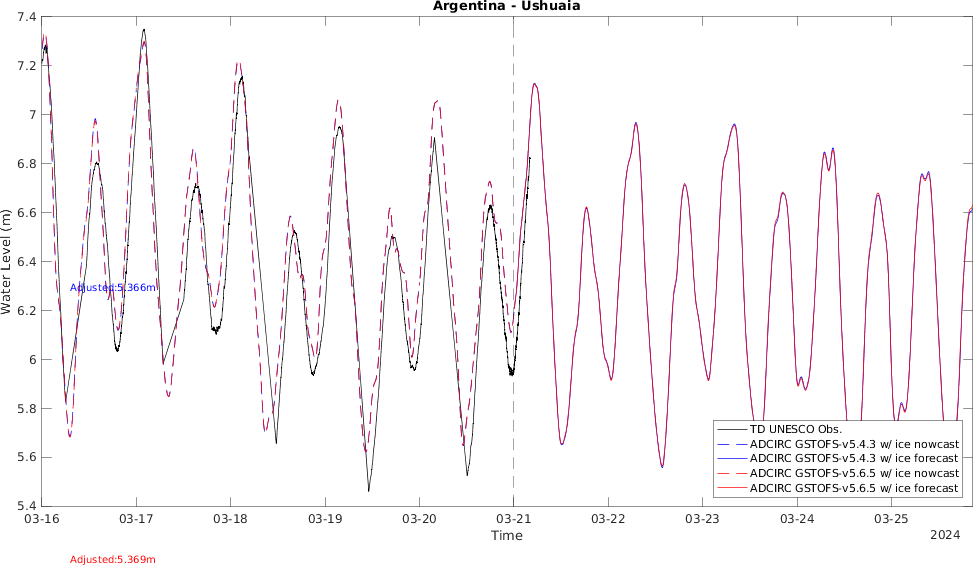 Argentina - Ushuaia
7.4
7.2
7
6.8
6.6
6.4
6.2
6
5.8
5.6
5.4
Water Level (m)
Adjusted:5.366m
TD UNESCO Obs.
ADCIRC GSTOFS-v5.4.3 w/ ice nowcast
ADCIRC GSTOFS-v5.4.3 w/ ice forecast
ADCIRC GSTOFS-v5.6.5 w/ ice nowcast
ADCIRC GSTOFS-v5.6.5 w/ ice forecast
03-16 03-17 03-18 03-19 03-20 03-21 03-22 03-23 03-24 03-25
Time
2024
Adjusted:5.369m